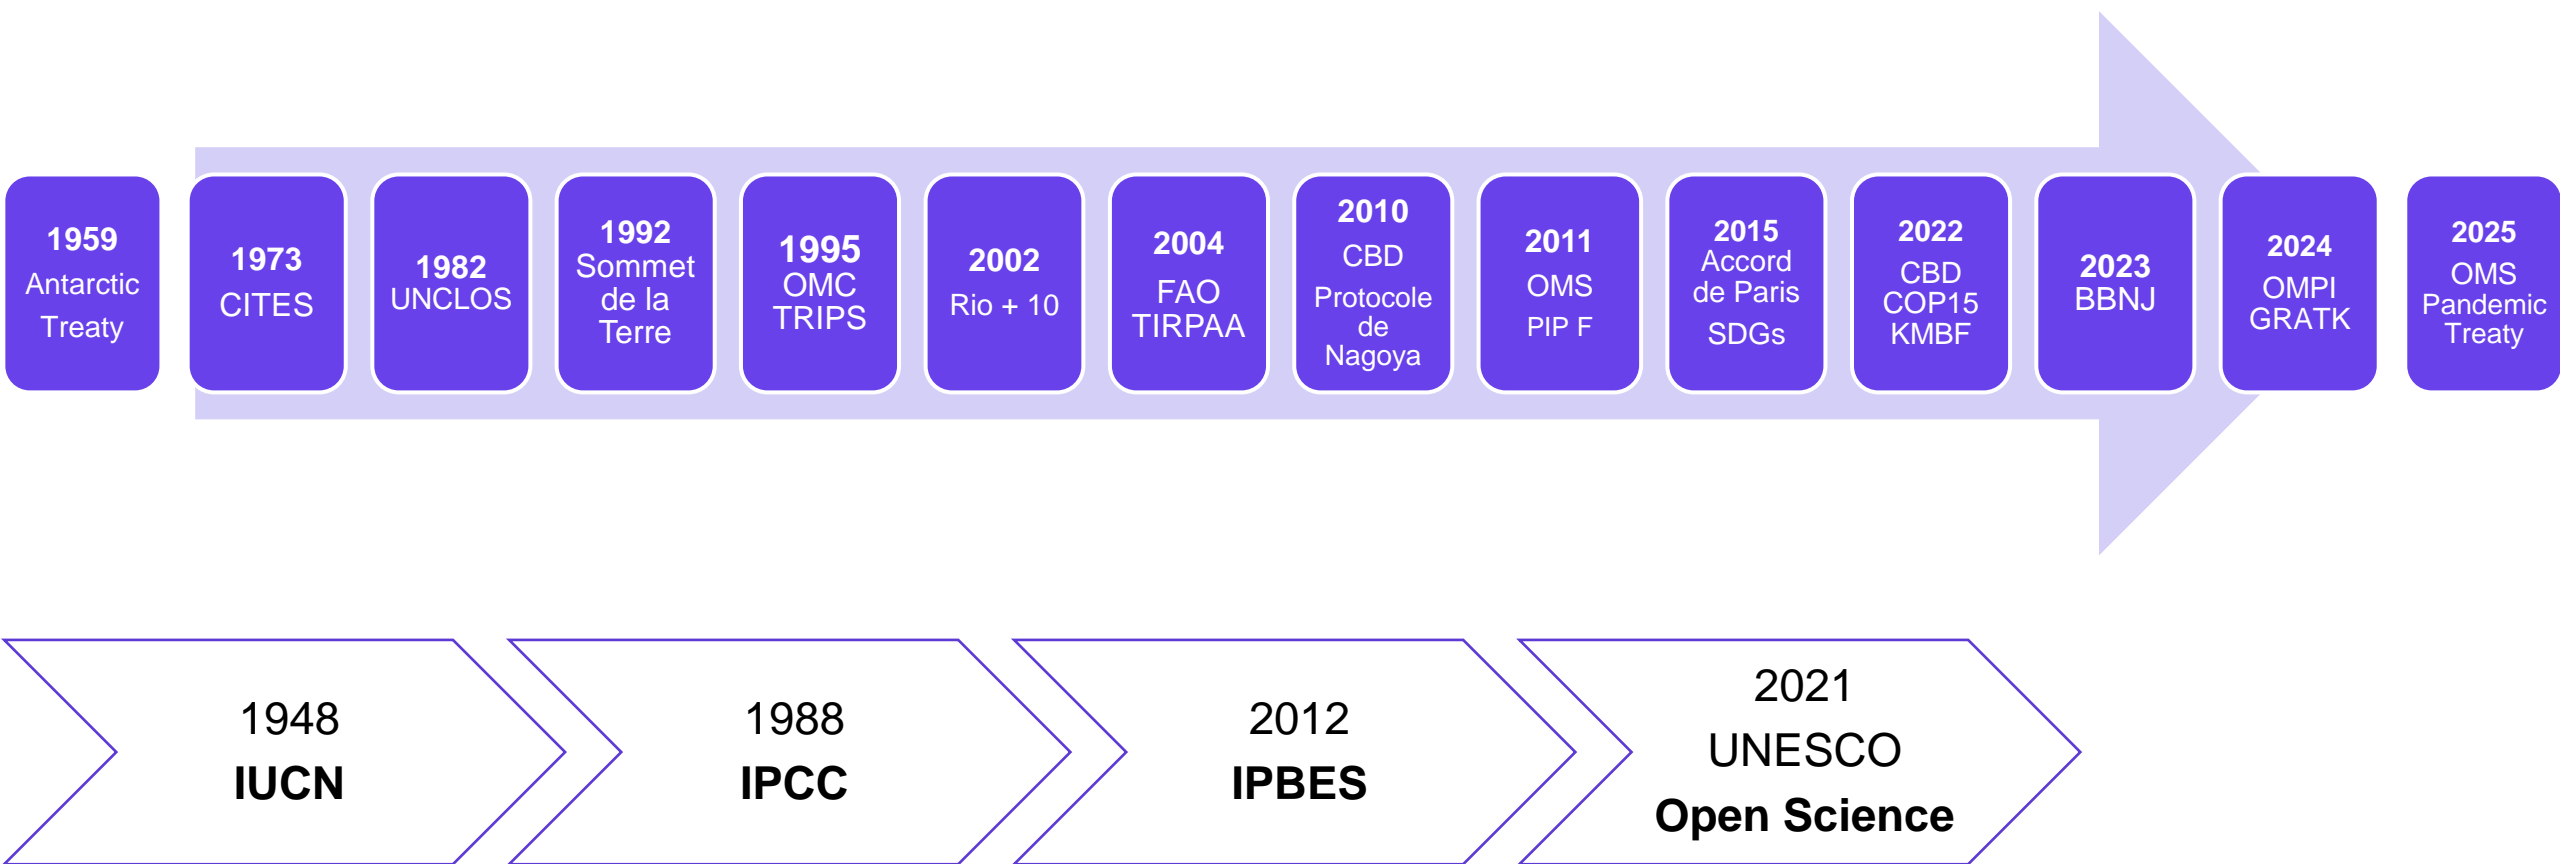 1959
Antarctic
Treaty
1973
CITES
1982
UNCLOS
1992
Sommet
de la
Terre
1995
OMC
TRIPS
2002
Rio + 10
2004
FAO
TIRPAA
2010
CBD
Protocole
de
Nagoya
2011
OMS
PIP F
2015
Accord
de Paris
SDGs
2022
CBD
COP15
KMBF
2023
BBNJ
2024
OMPI
GRATK
2025
OMS
Pandemic
Treaty
1948
IUCN
1988
IPCC
2012
IPBES
2021
UNESCO
Open Science